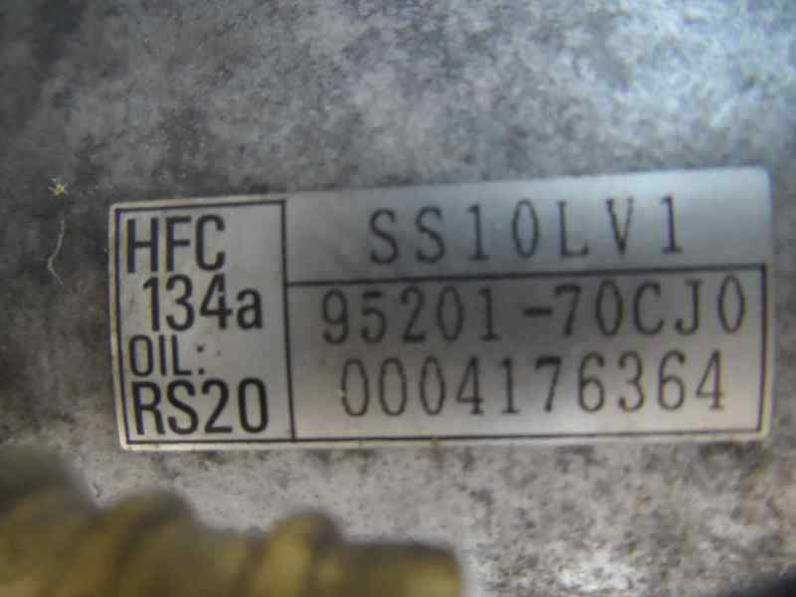 HFC
134a
OIL:
RS20
SS10LV1
95201-70CJ0
0004176364